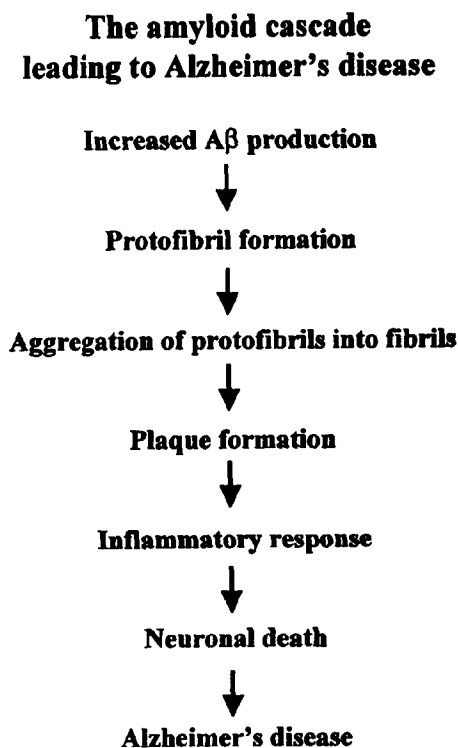 The amyloid cascade
leading to Alzheimer's disease
Increased Aβ production
Protofibril formation
Aggregation of protofibrils into fibrils
Plaque formation
Inflammatory response
Neuronal death
Alzheimer's disease